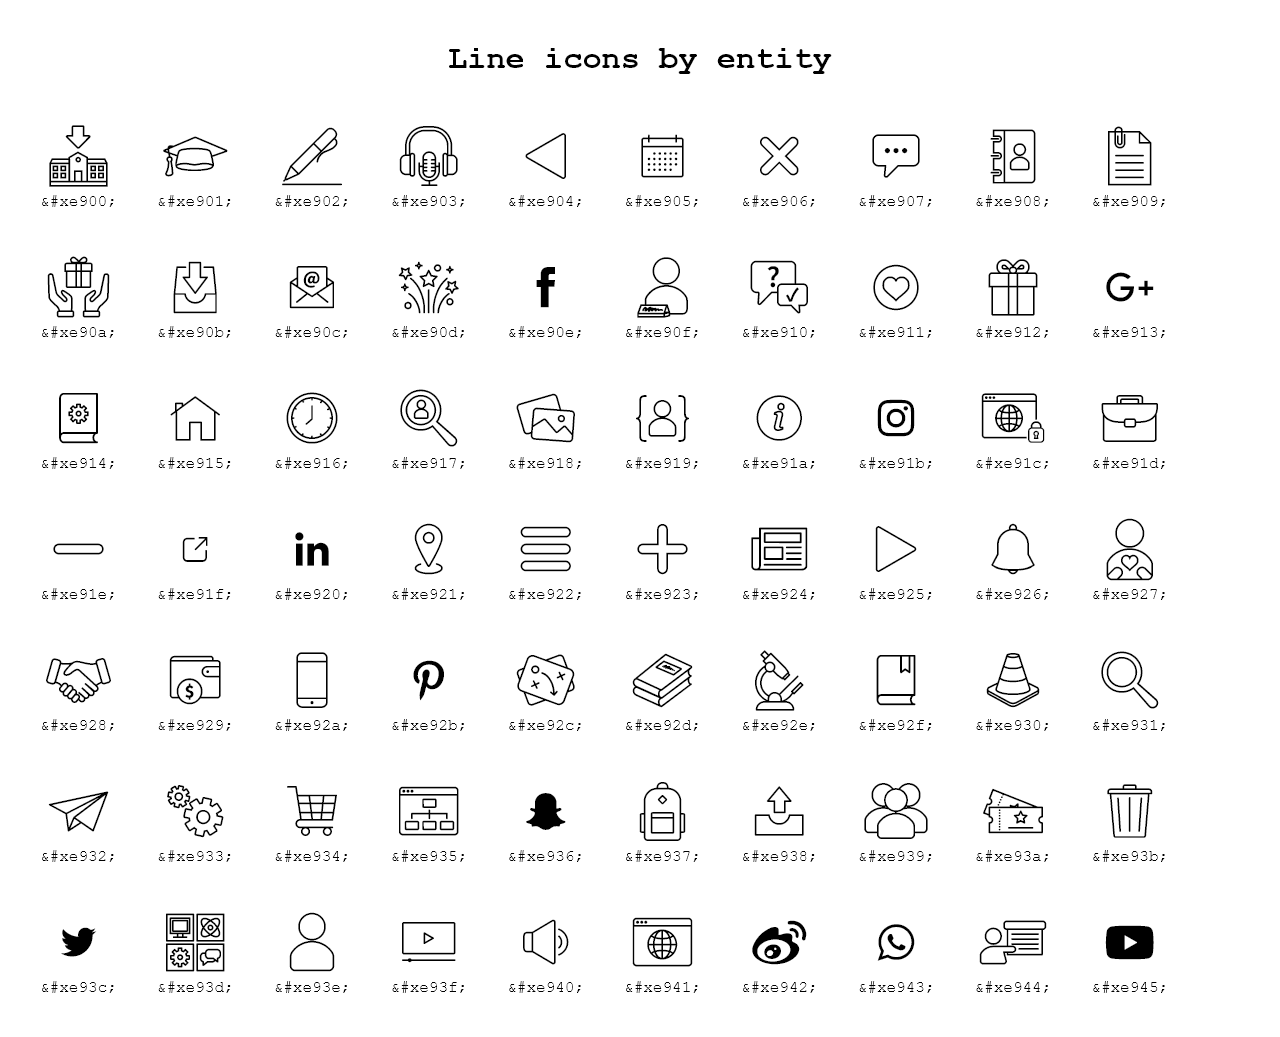 Line icons by entity
&#xe900; &#xe901; &#xe902; &#xe903; &#xe904; &#xe905; &#xe906; &#xe907; &#xe908; &#xe909;
@
?
G+
&#xe90a; &#xe90b; &#xe90c; &#xe90d; &#xe90e; &#xe90f; &#xe910; &#xe911; &#xe912; &#xe913;
i
&#xe914; &#xe915; &#xe916; &#xe917; &#xe918; &#xe919; &#xe91a; &#xe91b; &#xe91c; &#xe91d;
in
&#xe91e; &#xe91f; &#xe920; &#xe921; &#xe922; &#xe923; &#xe924; &#xe925; &#xe926; &#xe927;
$
&#xe928; &#xe929; &#xe92a; &#xe92b; &#xe92c; &#xe92d; &#xe92e; &#xe92f; &#xe930; &#xe931;
&#xe932; &#xe933; &#xe934; &#xe935; &#xe936; &#xe937; &#xe938; &#xe939; &#xe93a; &#xe93b;
&#xe93c; &#xe93d; &#xe93e; &#xe93f; &#xe940; &#xe941; &#xe942; &#xe943; &#xe944; &#xe945;